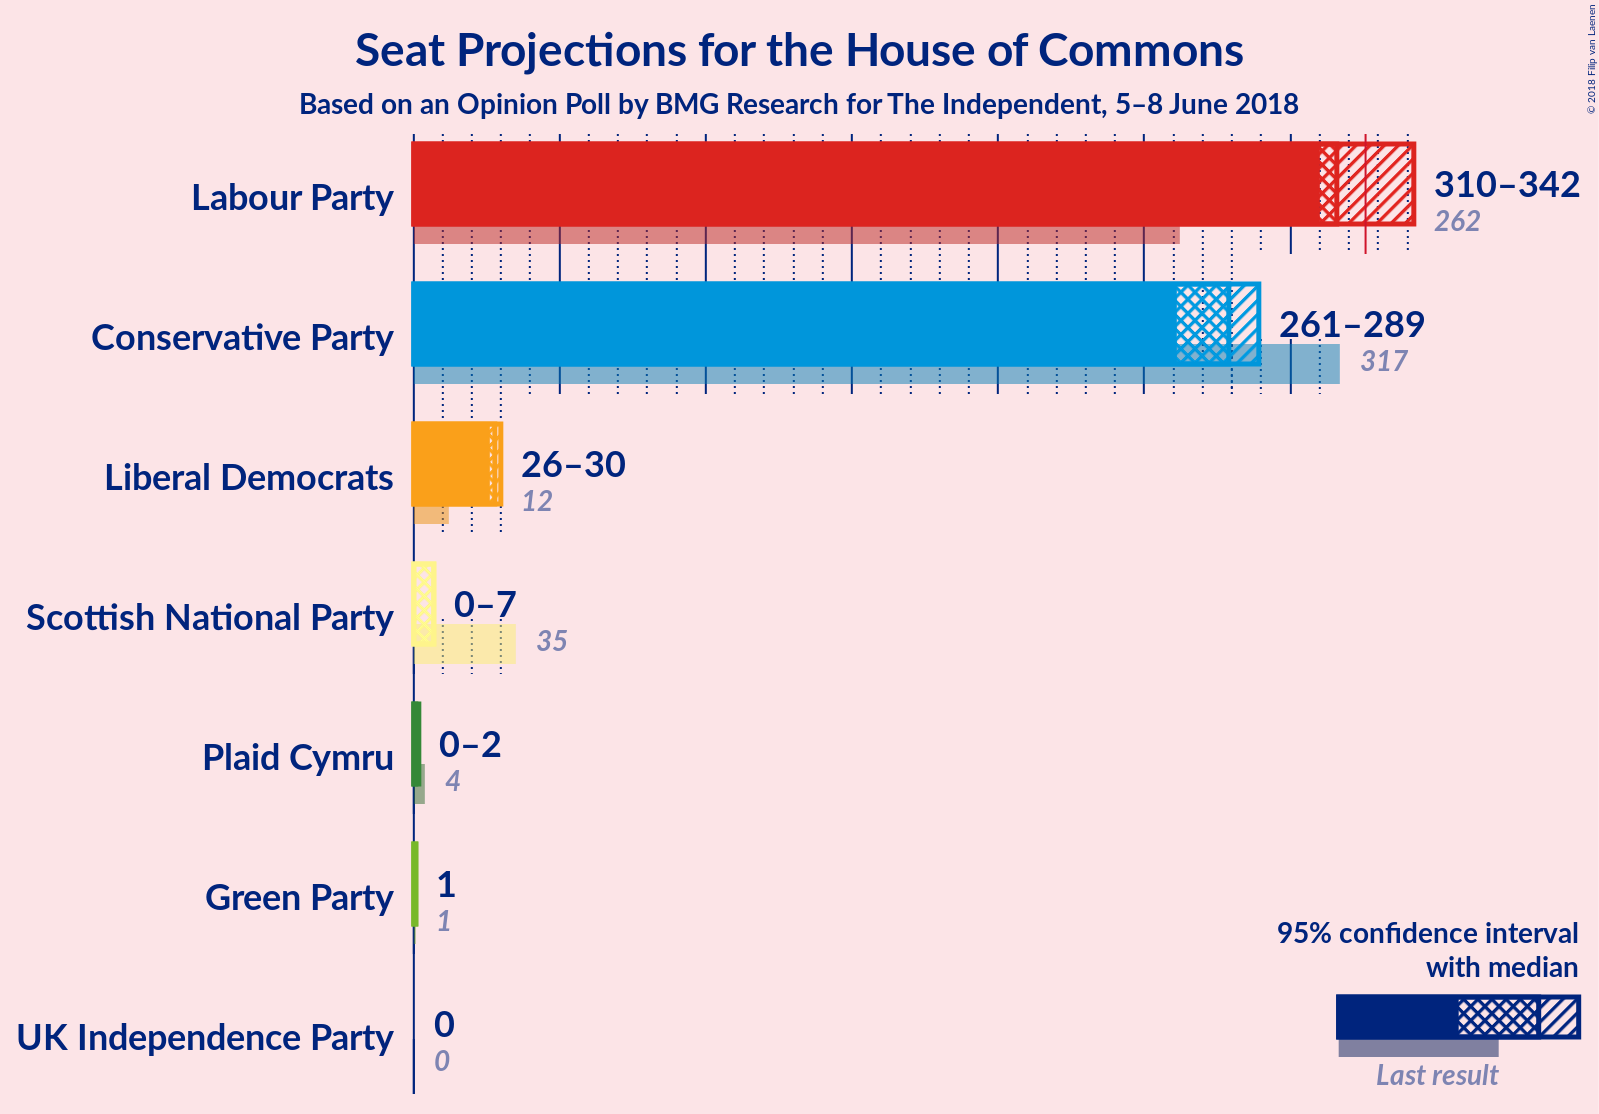 Seat Projections for the House of Commons
Based on an Opinion Poll by BMG Research for The Independent, 5–8 June 2018
© 2018 Filip van Laenen
Labour Party
310–342
262
Conservative Party
261–289
317
Liberal Democrats
26–30
12
Scottish National Party
0–7
35
Plaid Cymru
0–2
4
Green Party
1
1
UK Independence Party
0
0
95% confidence interval
with median
Last result